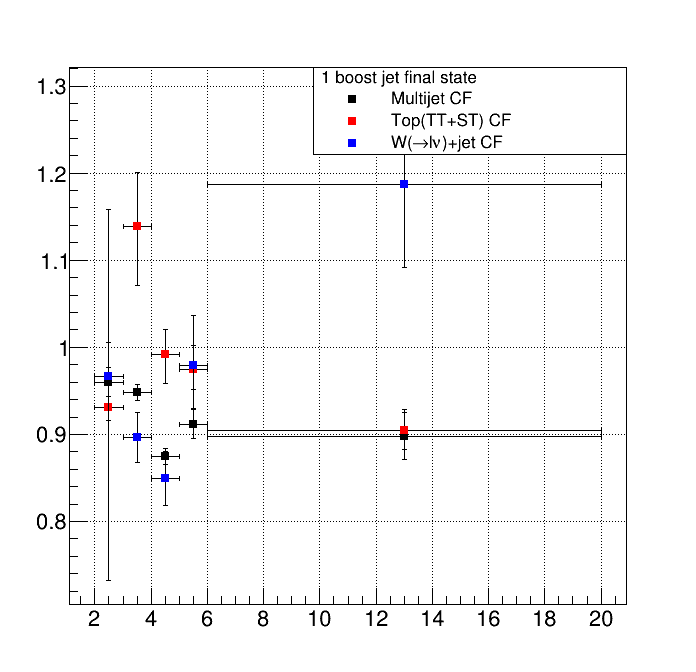 1 boost jet final state
Multijet CF
Top(TT+ST) CF
W(→lν)+jet CF
1.3
1.2
1.1
1
0.9
0.8
2 4 6 8 10 12 14 16 18 20